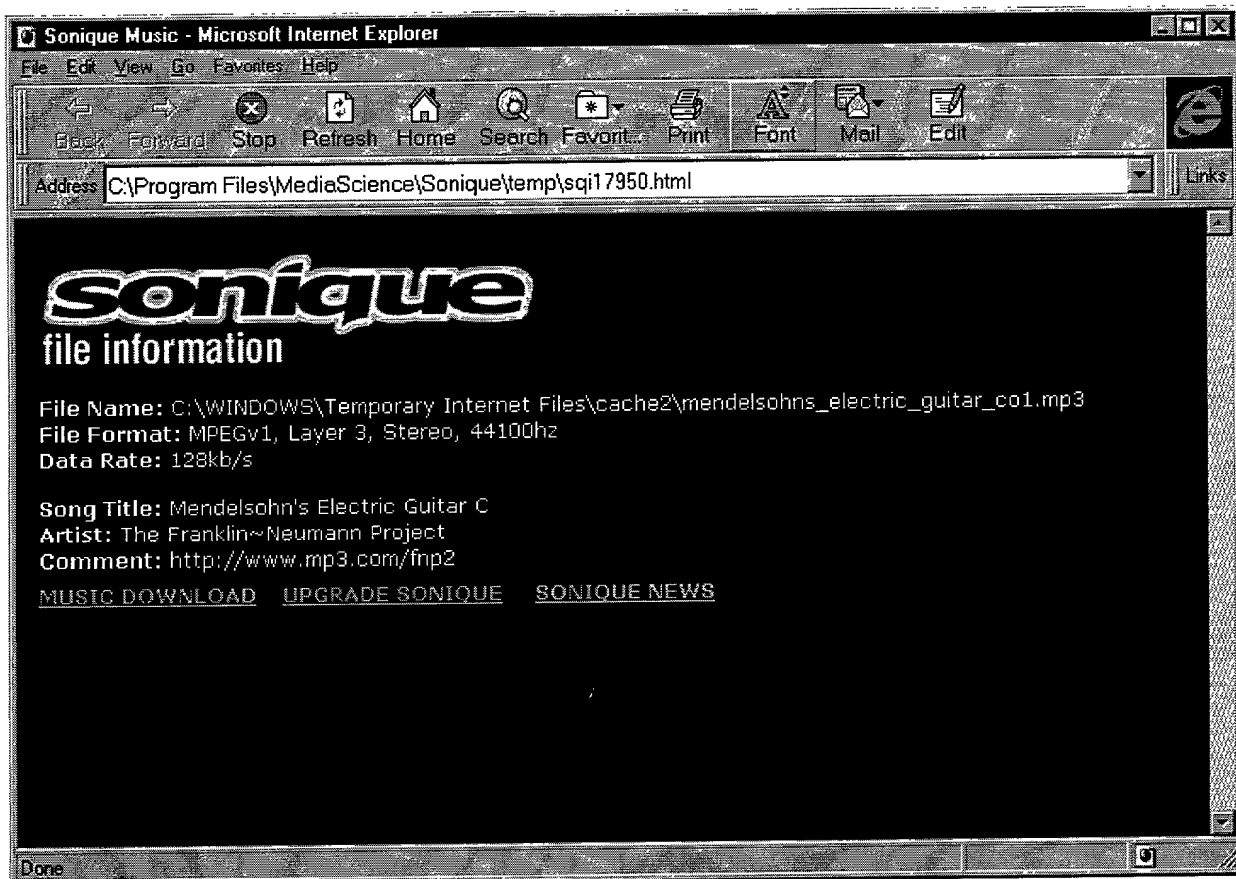 Sonique Music - Microsoft Internet Explorer
File Edit View Go Favorites Help
Back Forward Stop Refresh Home Search Favorit... Print Font Mail Edit
Address C:\Program Files\MediaScience\Sonique\temp\sqi17950.html Links
sonique
file information
File Name: C:\WINDOWS\Temporary Internet Files\cache2\mendelsohns_electric_guitar_co1.mp3
File Format: MPEGv1, Layer 3, Stereo, 44100hz
Data Rate: 128kb/s
Song Title: Mendelsohn's Electric Guitar C
Artist: The Franklin~Neumann Project
Comment: http://www.mp3.com/fnp2
MUSIC DOWNLOAD UPGRADE SONIQUE SONIQUE NEWS
Done